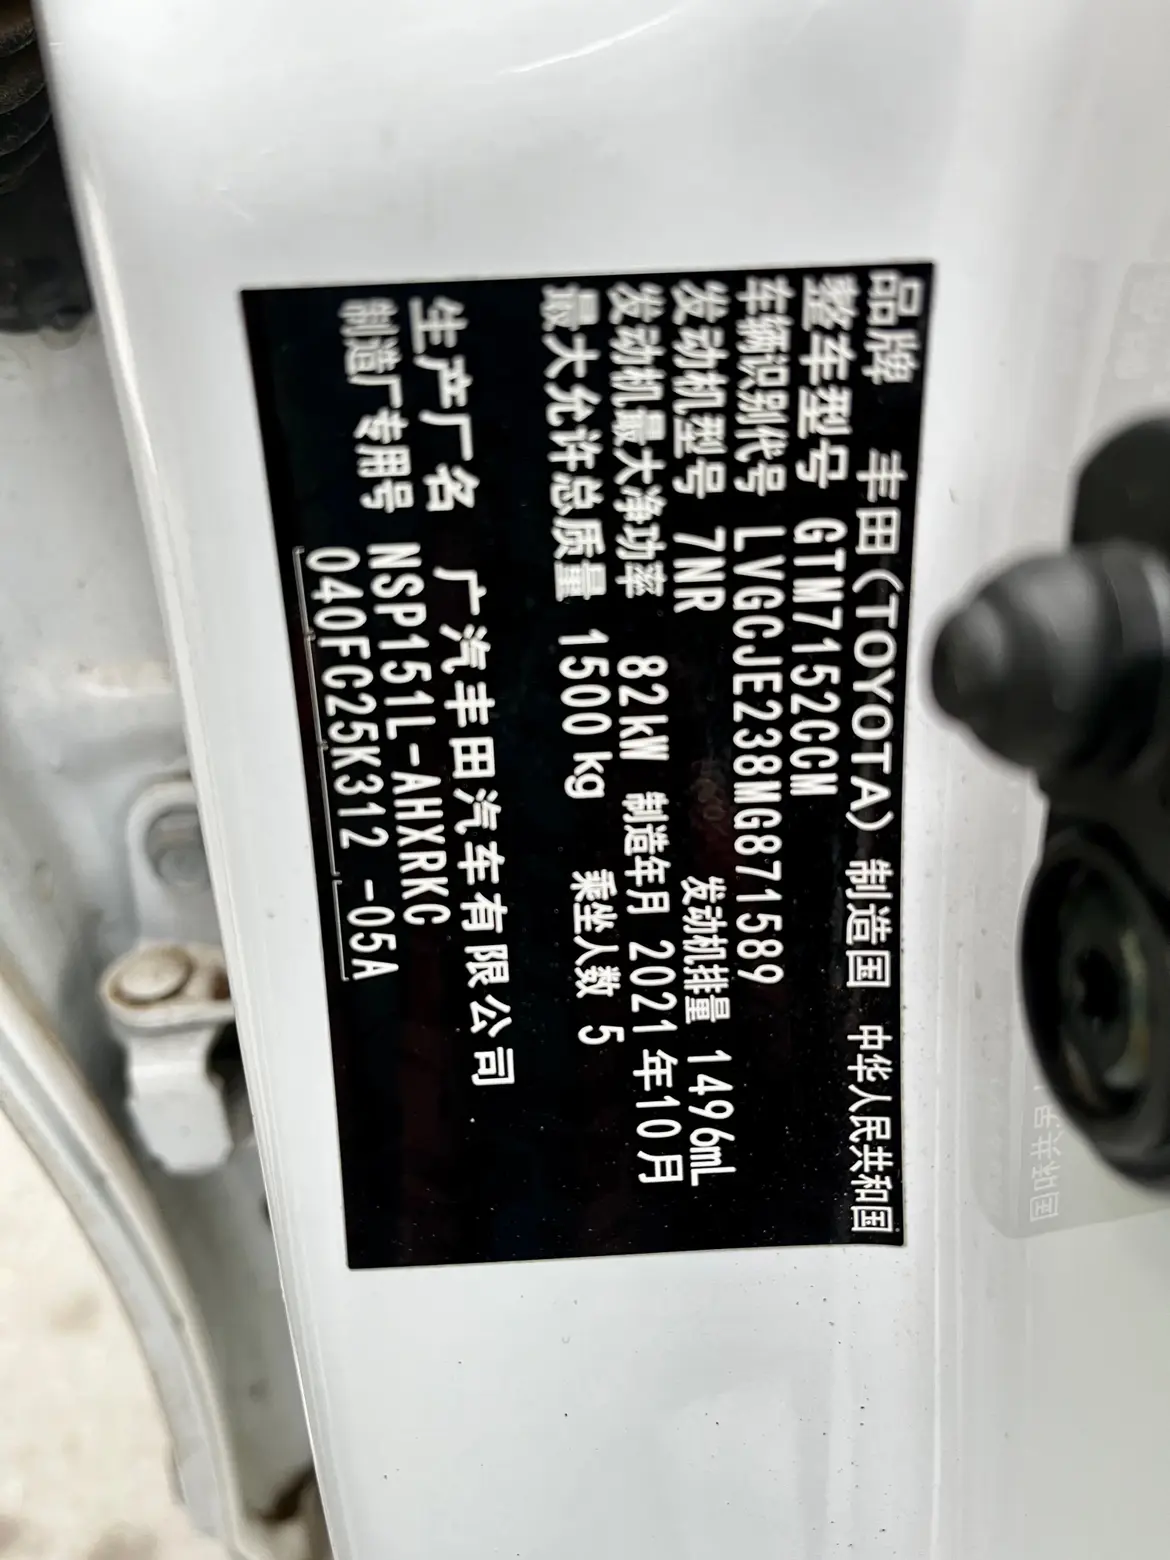 品牌 丰田(TOYOTA) 制造国 中华人民共和国
整车型号 GTM7152CCM
车辆识别代号 LVGCJE238MG871589
发动机型号 7NR 发动机排量 1496mL
发动机最大净功率 82kW 制造年月 2021年10月
最大允许总质量 1500kg 乘坐人数 5
生产厂名 广汽丰田汽车有限公司
制造厂专用号 NSP151L-AHXRKC
040FC25K312 -05A